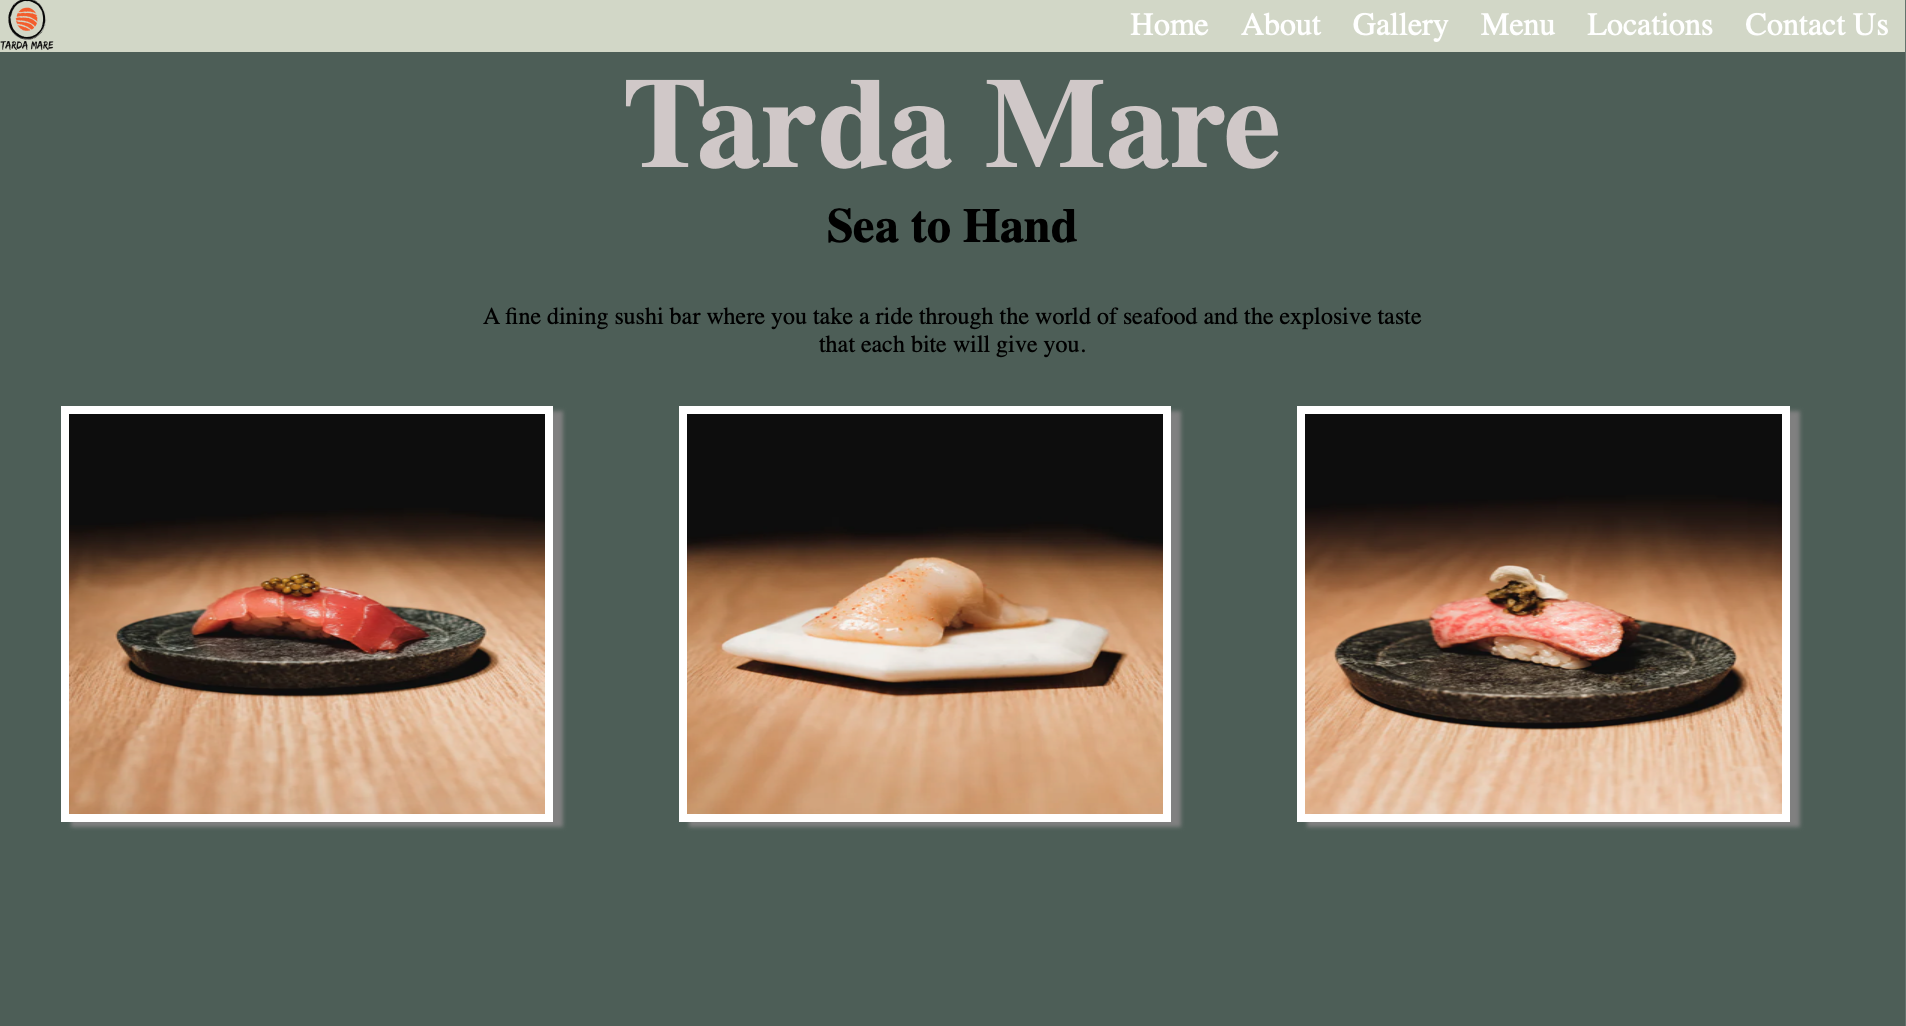 TARDA MARE
Home About Gallery Menu Locations Contact Us
Tarda Mare
Sea to Hand
A fine dining sushi bar where you take a ride through the world of seafood and the explosive taste
that each bite will give you.